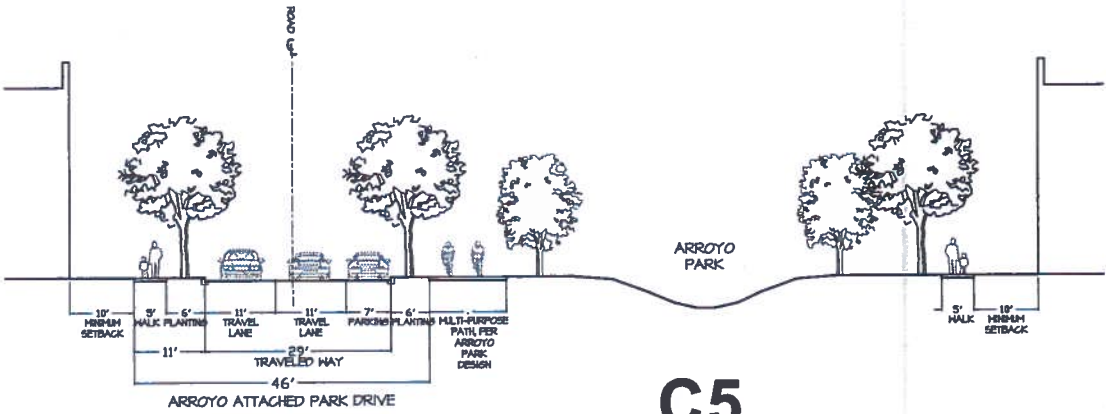 ROAD C/L
ARROYO
PARK
10'
MINIMUM
SETBACK
5'
WALK
6'
PLANTING
11'
TRAVEL
LANE
11'
TRAVEL
LANE
7'
PARKING
6'
PLANTING
MULTI-PURPOSE
PATH, PER
ARROYO
PARK
DESIGN
5'
WALK
10'
MINIMUM
SETBACK
11'
29'
TRAVELED WAY
46'
ARROYO ATTACHED PARK DRIVE
C5